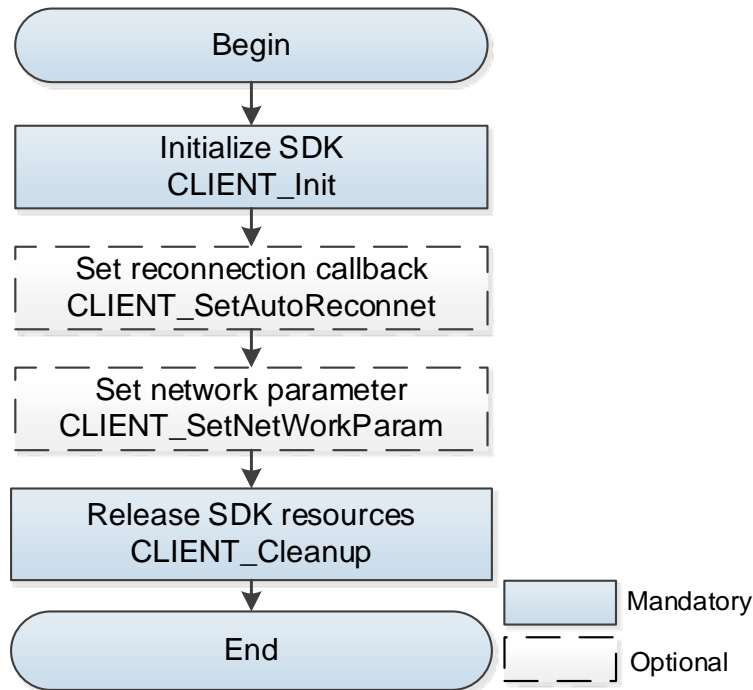 Begin
Initialize SDK
CLIENT_Init
Set reconnection callback
CLIENT_SetAutoReconnet
Set network parameter
CLIENT_SetNetWorkParam
Release SDK resources
CLIENT_Cleanup
End
Mandatory
Optional